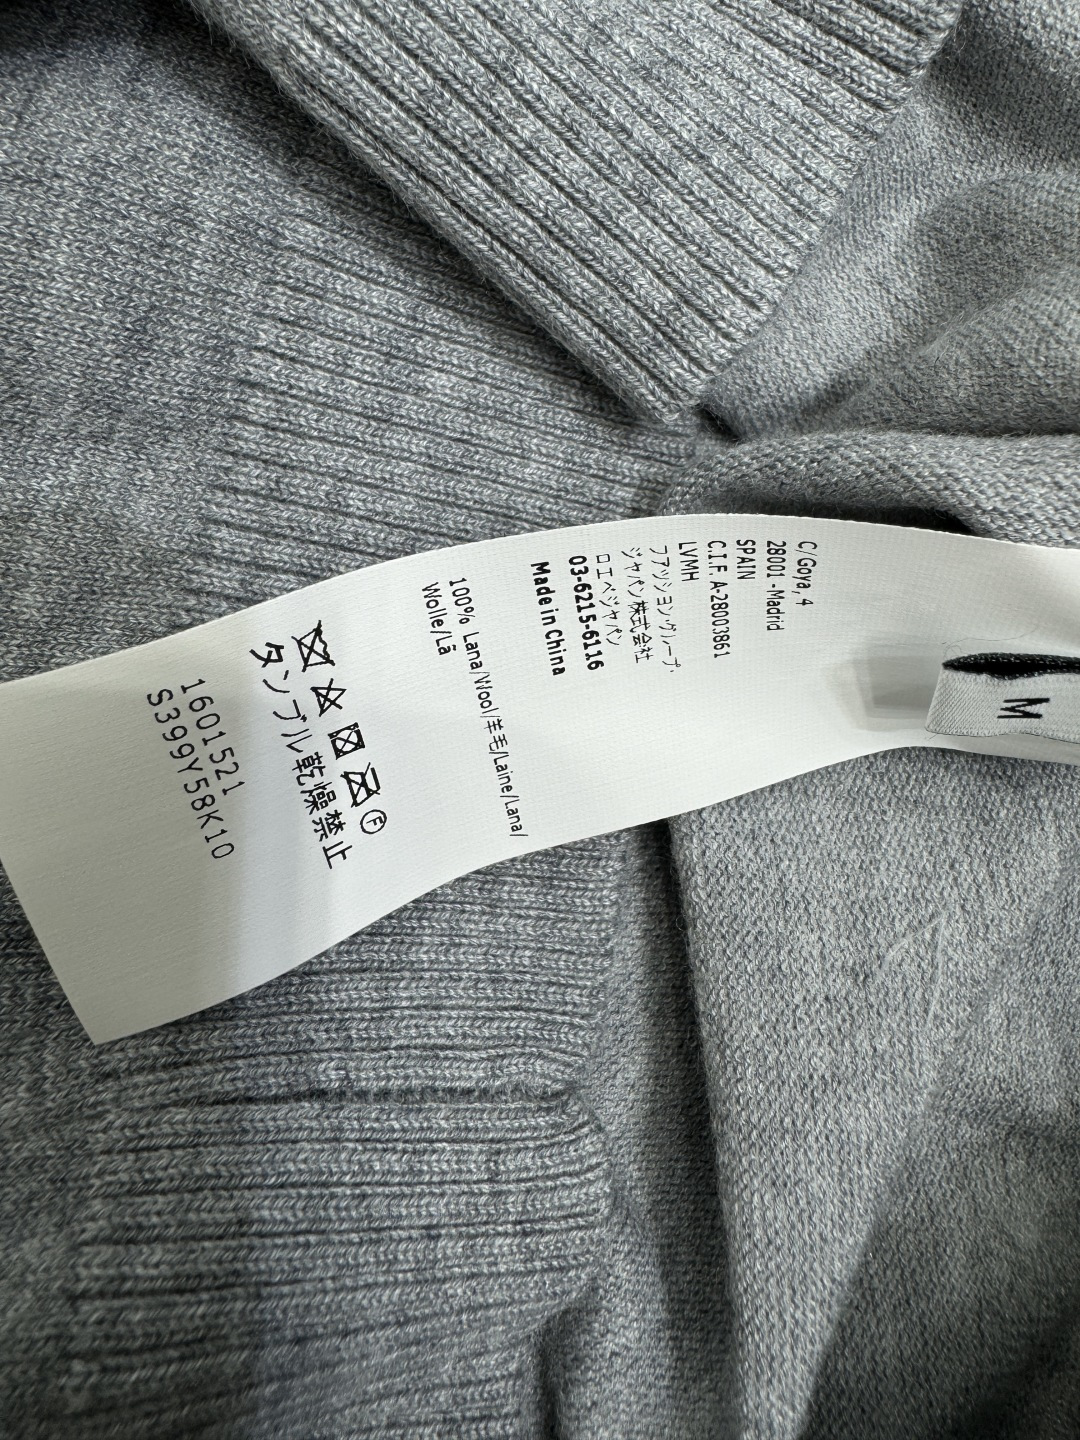 C/Goya, 4
28001 - Madrid
SPAIN
C.I.F. A-28003861
LVMH
ファッション・グループ・
ジャパン株式会社
ロエベジャパン
03-6215-6116
Made in China
100% Lana/Wool/羊毛/Laine/Lana/
Wolle/Lã
F
タンブル乾燥禁止
1601521
S399Y58K10
M